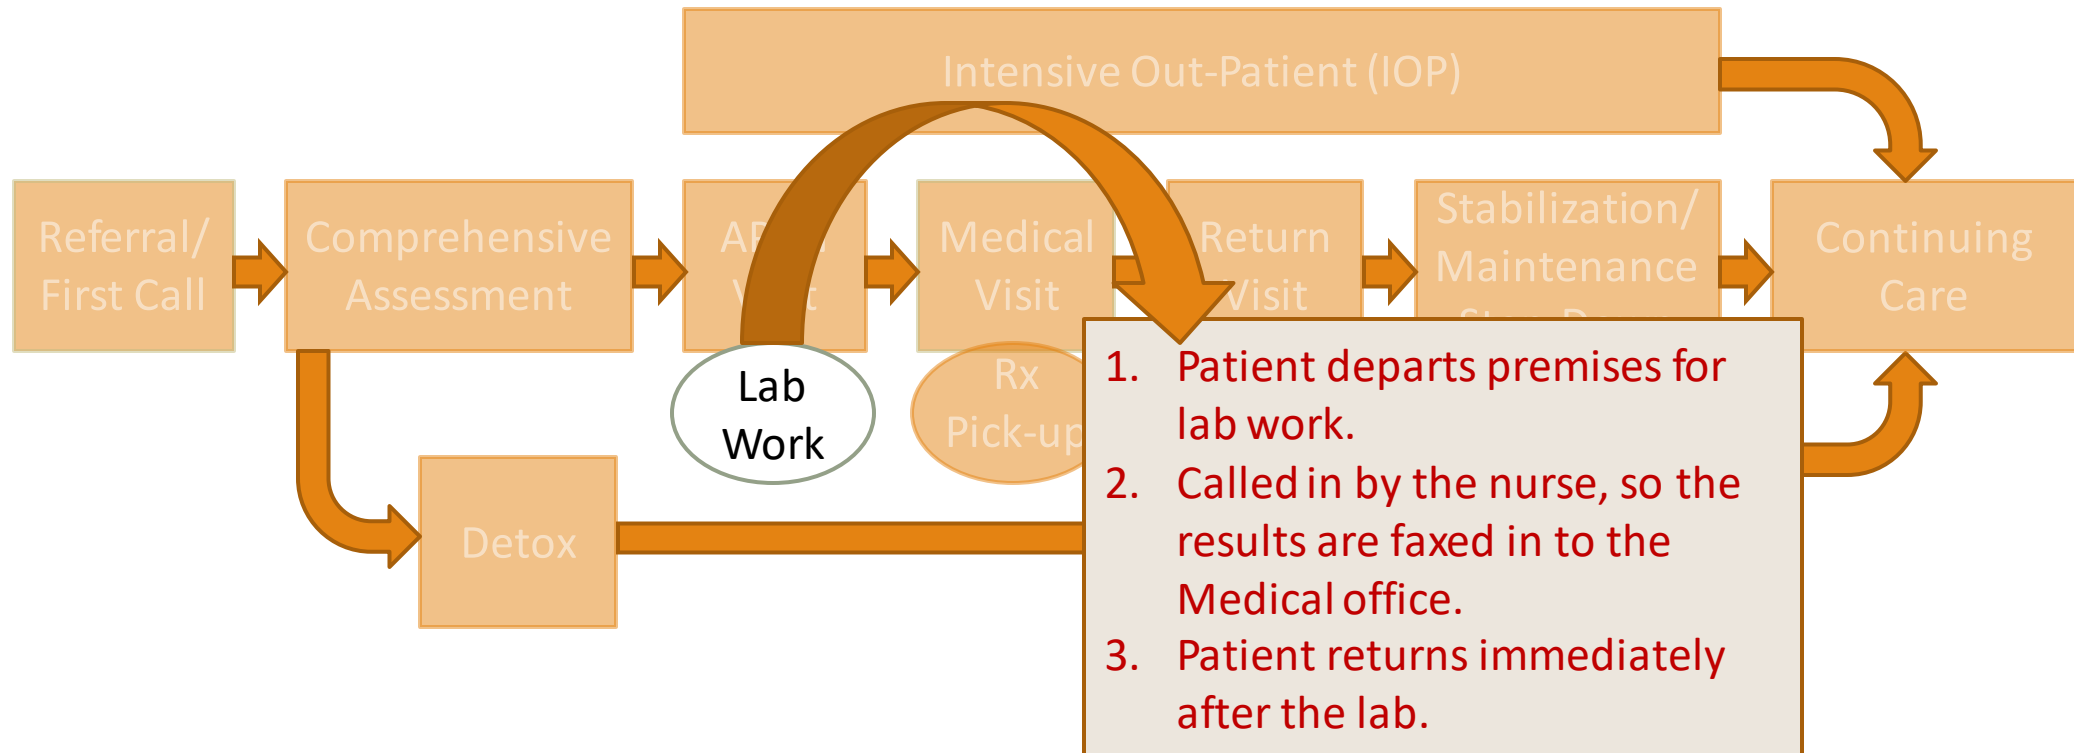 Intensive Out-Patient (IOP)
Referral/
First Call
Comprehensive
Assessment
Medical
Visit
Return
Visit
Stabilization/
Maintenance
Continuing
Care
Lab
Work
Rx
Pick-up
Detox
1. Patient departs premises for
lab work.
2. Called in by the nurse, so the
results are faxed in to the
Medical office.
3. Patient returns immediately
after the lab.